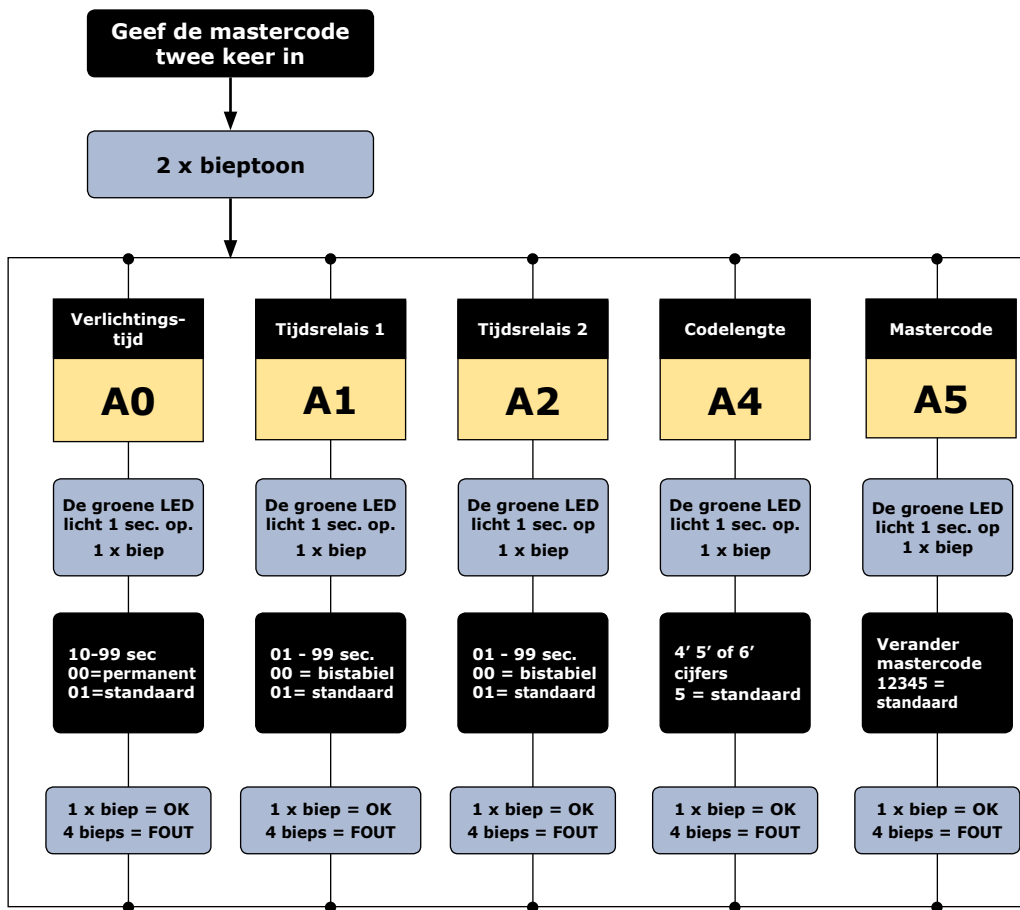 Geef de mastercode
twee keer in
2 x bieptoon
Verlichtings-
tijd
A0
De groene LED
licht 1 sec. op.
1 x biep
10-99 sec
00=permanent
01=standaard
1 x biep = OK
4 bieps = FOUT
Tijdsrelais 1
A1
De groene LED
licht 1 sec. op.
1 x biep
01 - 99 sec.
00 = bistabiel
01= standaard
1 x biep = OK
4 bieps = FOUT
Tijdsrelais 2
A2
De groene LED
licht 1 sec. op
1 x biep
01 - 99 sec.
00 = bistabiel
01= standaard
1 x biep = OK
4 bieps = FOUT
Codelengte
A4
De groene LED
licht 1 sec. op.
1 x biep
4’ 5’ of 6’
cijfers
5 = standaard
1 x biep = OK
4 bieps = FOUT
Mastercode
A5
De groene LED
licht 1 sec. op
1 x biep
Verander
mastercode
12345 =
standaard
1 x biep = OK
4 bieps = FOUT